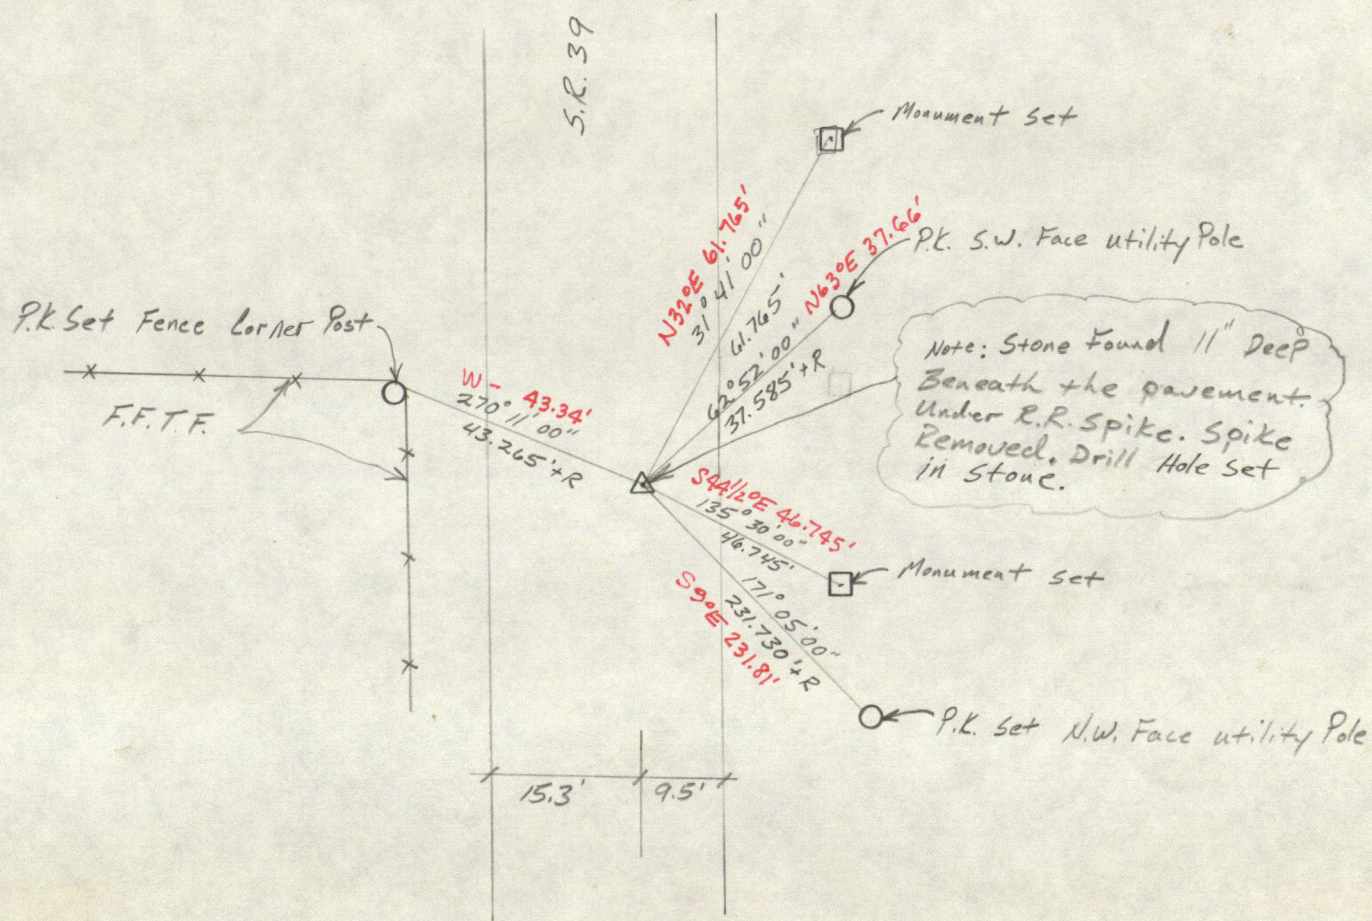 S.R. 39
Monument Set
N32°E 61.765'
31° 41' 00"
61.765'
N63°E 37.66'
62° 52' 00"
37.585' + R
P.K. S.W. Face utility Pole
P.K. Set Fence Corner Post
F.F.T.F.
W - 43.34'
270° 11' 00"
43.265' + R
Note: Stone Found 11" Deep
Beneath the pavement.
Under R.R. Spike. Spike
Removed. Drill Hole Set
in Stone.
S44 1/2°E 46.745'
135° 30' 00"
46.745'
Monument Set
171° 05' 00"
231.730' + R
S9°E 231.81'
P.K. Set N.W. Face utility Pole
15.3'
9.5'